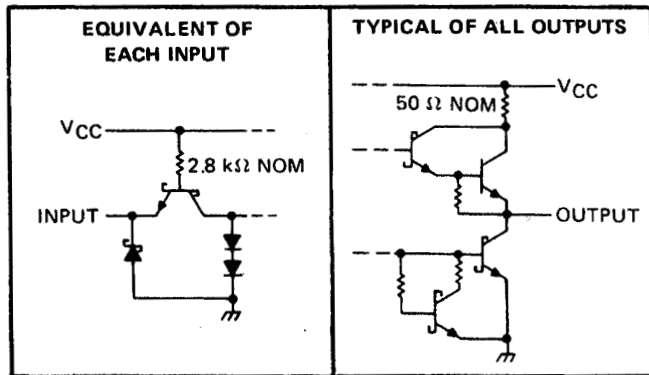 EQUIVALENT OF
EACH INPUT
VCC
2.8 kΩ NOM
INPUT
TYPICAL OF ALL OUTPUTS
VCC
50 Ω NOM
OUTPUT